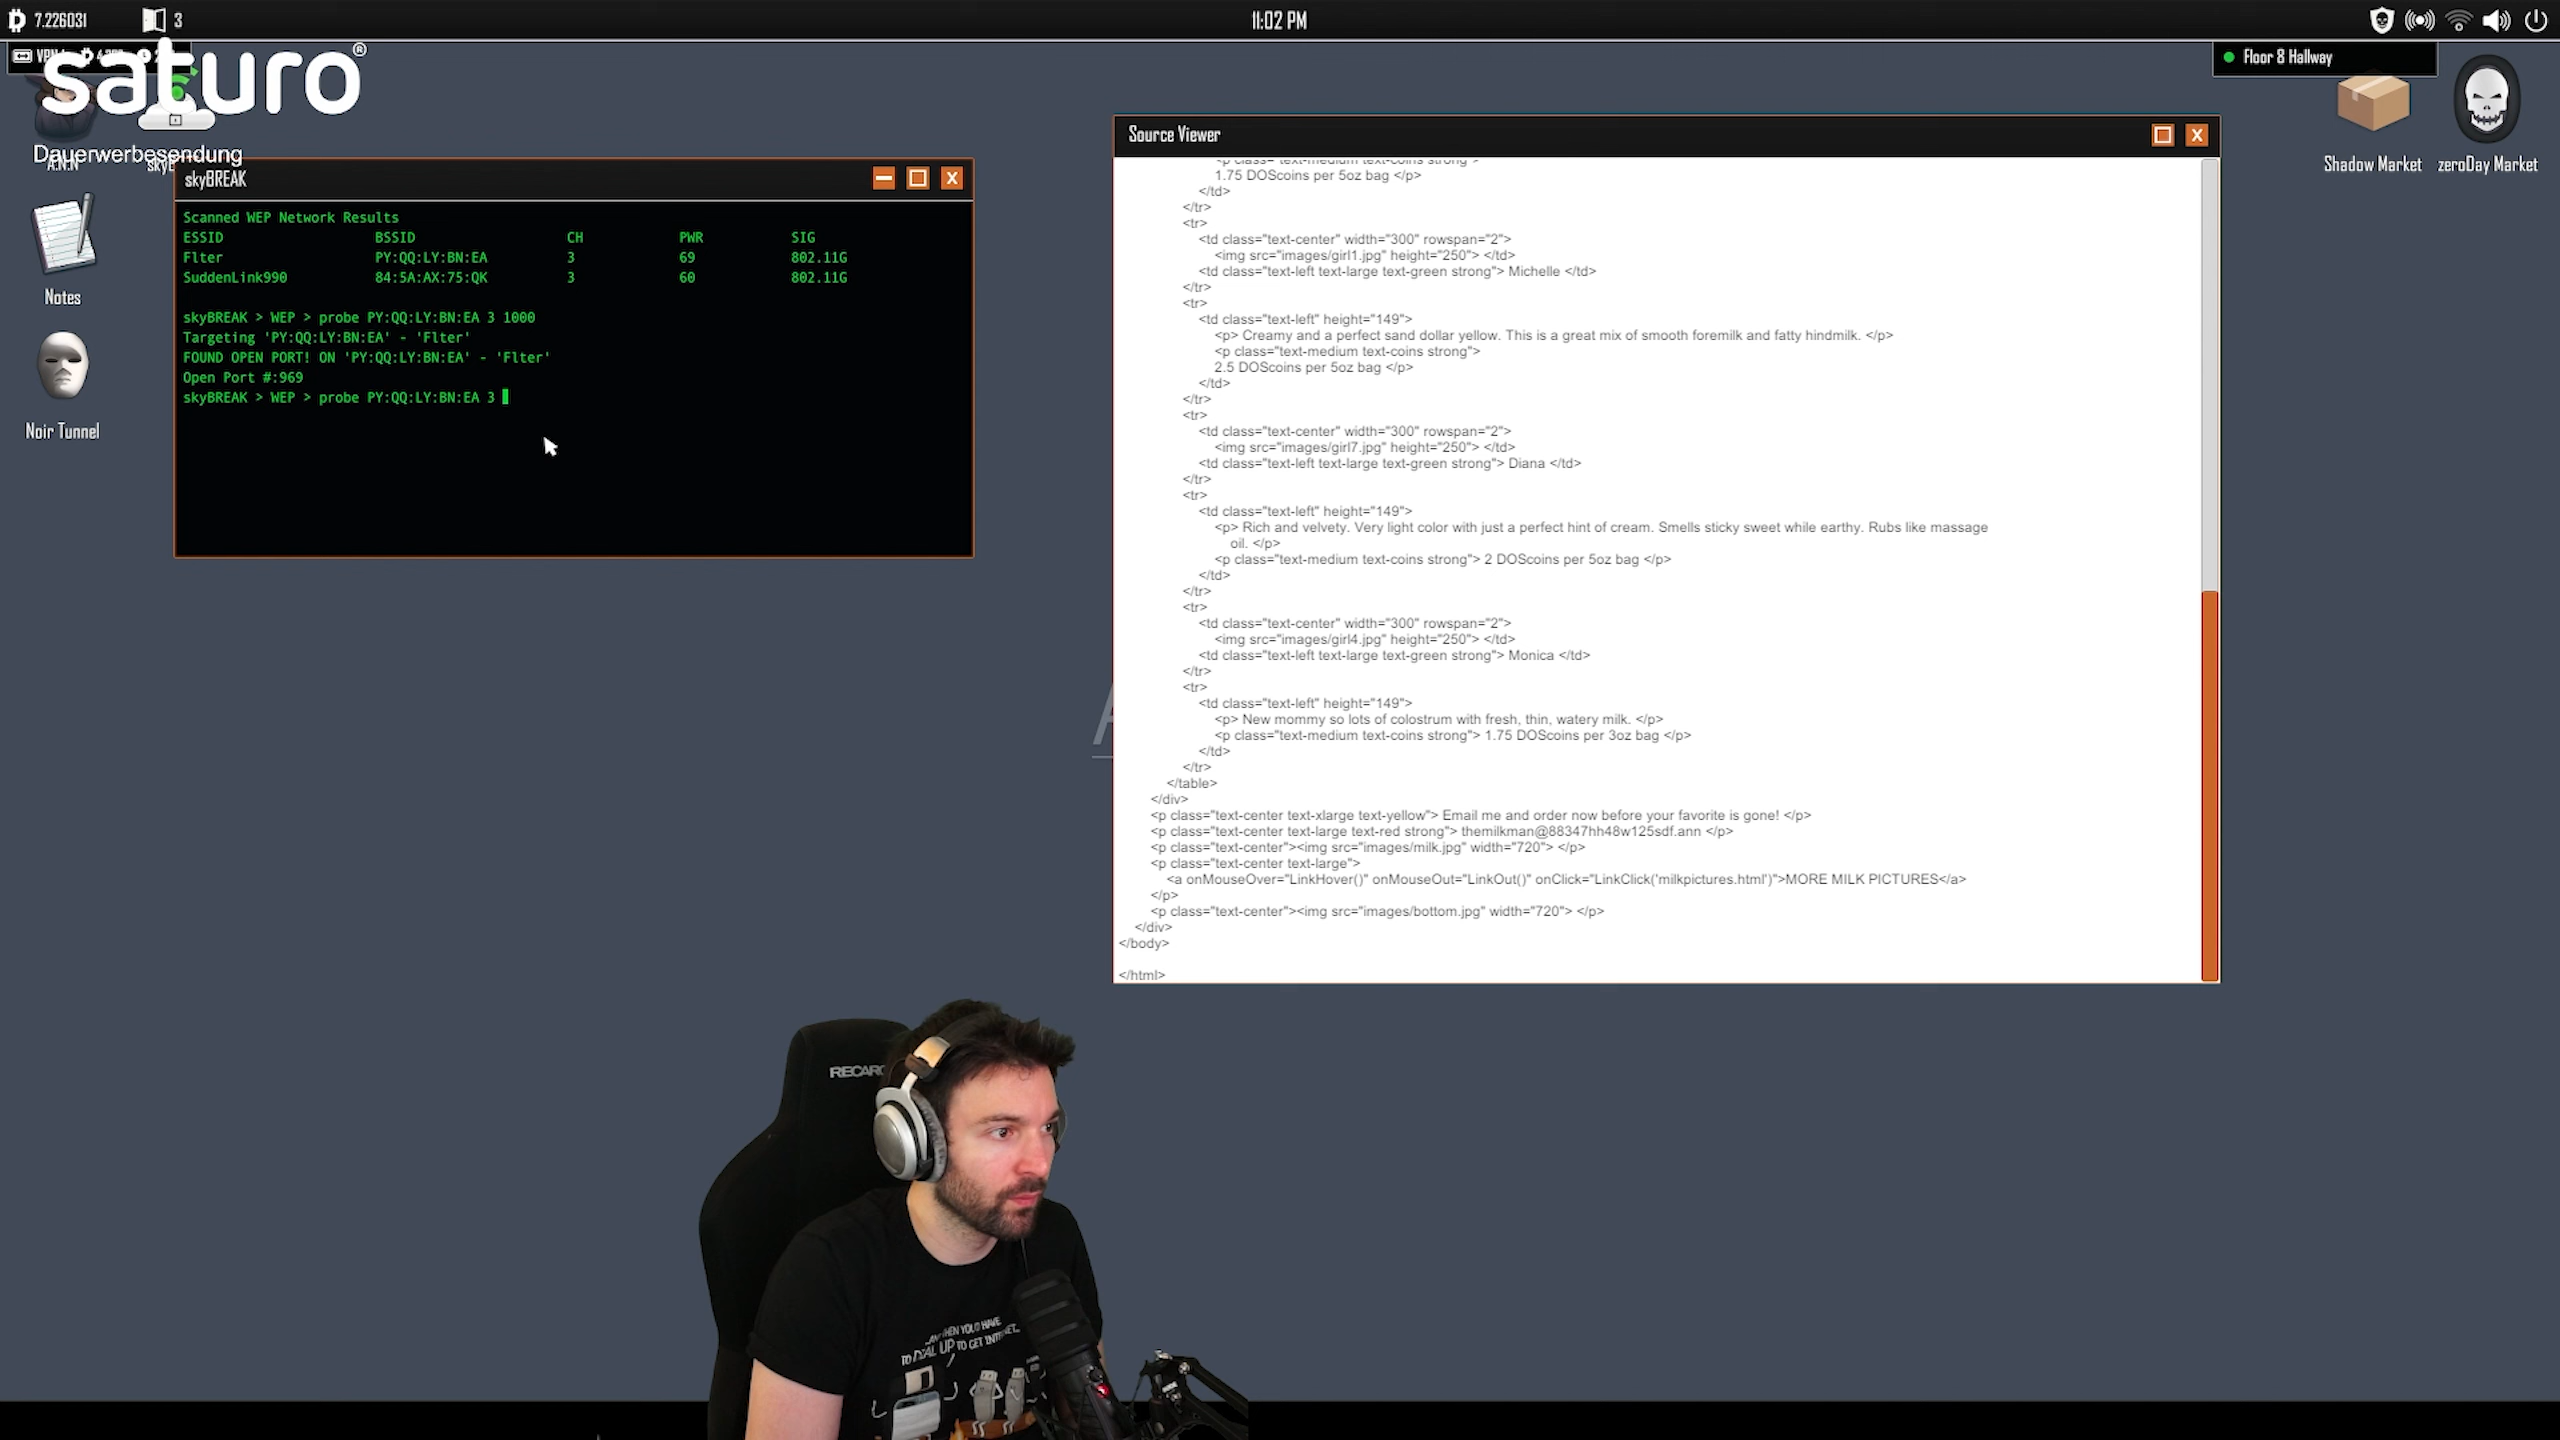 7.226031
3
11:02 PM
saturo®
Dauerwerbesendung
Floor 8 Hallway
A.N.N
Notes
Noir Tunnel
Shadow Market
zeroDay Market
skyBREAK
Scanned WEP Network Results
ESSID BSSID CH PWR SIG
Flter PY:QQ:LY:BN:EA 3 69 802.11G
SuddenLink990 84:5A:AX:75:QK 3 60 802.11G
skyBREAK > WEP > probe PY:QQ:LY:BN:EA 3 1000
Targeting 'PY:QQ:LY:BN:EA' - 'Flter'
FOUND OPEN PORT! ON 'PY:QQ:LY:BN:EA' - 'Flter'
Open Port #:969
skyBREAK > WEP > probe PY:QQ:LY:BN:EA 3
Source Viewer
<p class="text-medium text-coins strong">
1.75 DOScoins per 5oz bag </p>
</td>
</tr>
<tr>
<td class="text-center" width="300" rowspan="2">
<img src="images/girl1.jpg" height="250"> </td>
<td class="text-left text-large text-green strong"> Michelle </td>
</tr>
<tr>
<td class="text-left" height="149">
<p> Creamy and a perfect sand dollar yellow. This is a great mix of smooth foremilk and fatty hindmilk. </p>
<p class="text-medium text-coins strong">
2.5 DOScoins per 5oz bag </p>
</td>
</tr>
<tr>
<td class="text-center" width="300" rowspan="2">
<img src="images/girl7.jpg" height="250"> </td>
<td class="text-left text-large text-green strong"> Diana </td>
</tr>
<tr>
<td class="text-left" height="149">
<p> Rich and velvety. Very light color with just a perfect hint of cream. Smells sticky sweet while earthy. Rubs like massage
oil. </p>
<p class="text-medium text-coins strong"> 2 DOScoins per 5oz bag </p>
</td>
</tr>
<tr>
<td class="text-center" width="300" rowspan="2">
<img src="images/girl4.jpg" height="250"> </td>
<td class="text-left text-large text-green strong"> Monica </td>
</tr>
<tr>
<td class="text-left" height="149">
<p> New mommy so lots of colostrum with fresh, thin, watery milk. </p>
<p class="text-medium text-coins strong"> 1.75 DOScoins per 3oz bag </p>
</td>
</tr>
</table>
</div>
<p class="text-center text-xlarge text-yellow"> Email me and order now before your favorite is gone! </p>
<p class="text-center text-large text-red strong"> themilkman@88347hh48w125sdf.ann </p>
<p class="text-center"><img src="images/milk.jpg" width="720"> </p>
<p class="text-center text-large">
<a onMouseOver="LinkHover()" onMouseOut="LinkOut()" onClick="LinkClick('milkpictures.html')">MORE MILK PICTURES</a>
</p>
<p class="text-center"><img src="images/bottom.jpg" width="720"> </p>
</div>
</body>
</html>
RECARO
TO DIAL UP TO GET